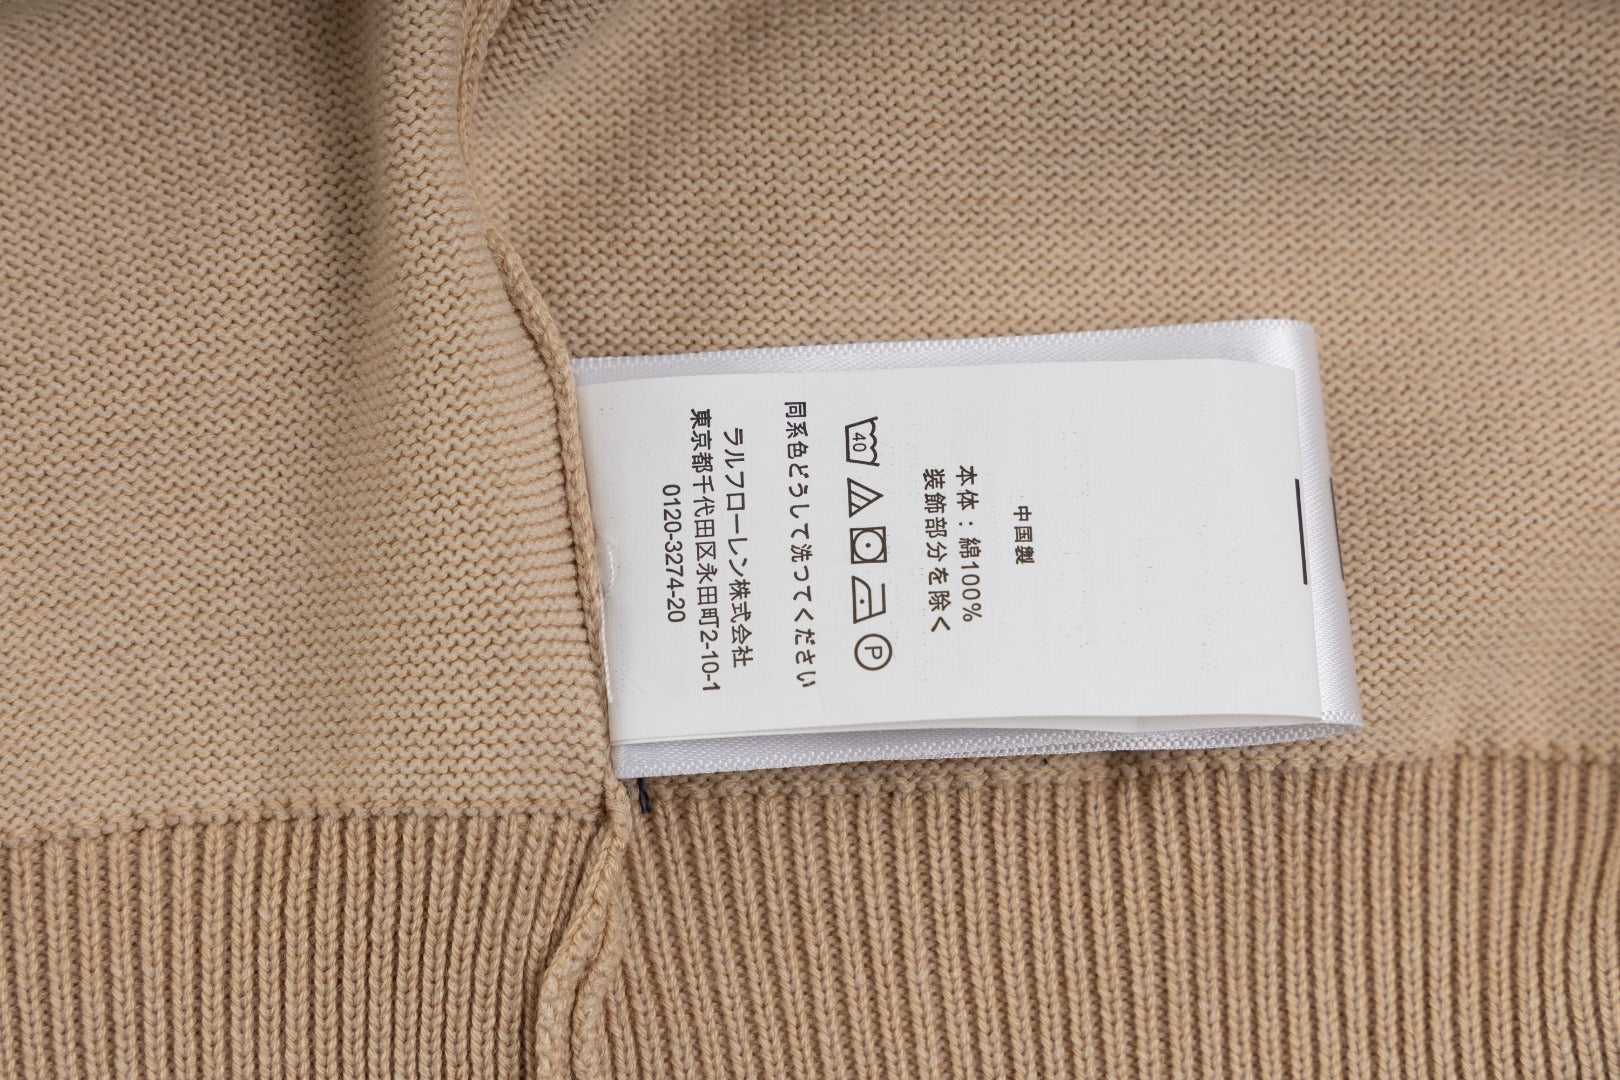 中国製
本体：綿100%
装飾部分を除く
40
P
同系色どうしで洗つてください
ラルフローレン株式会社
東京都千代田区永田町2-10-1
0120-3274-20